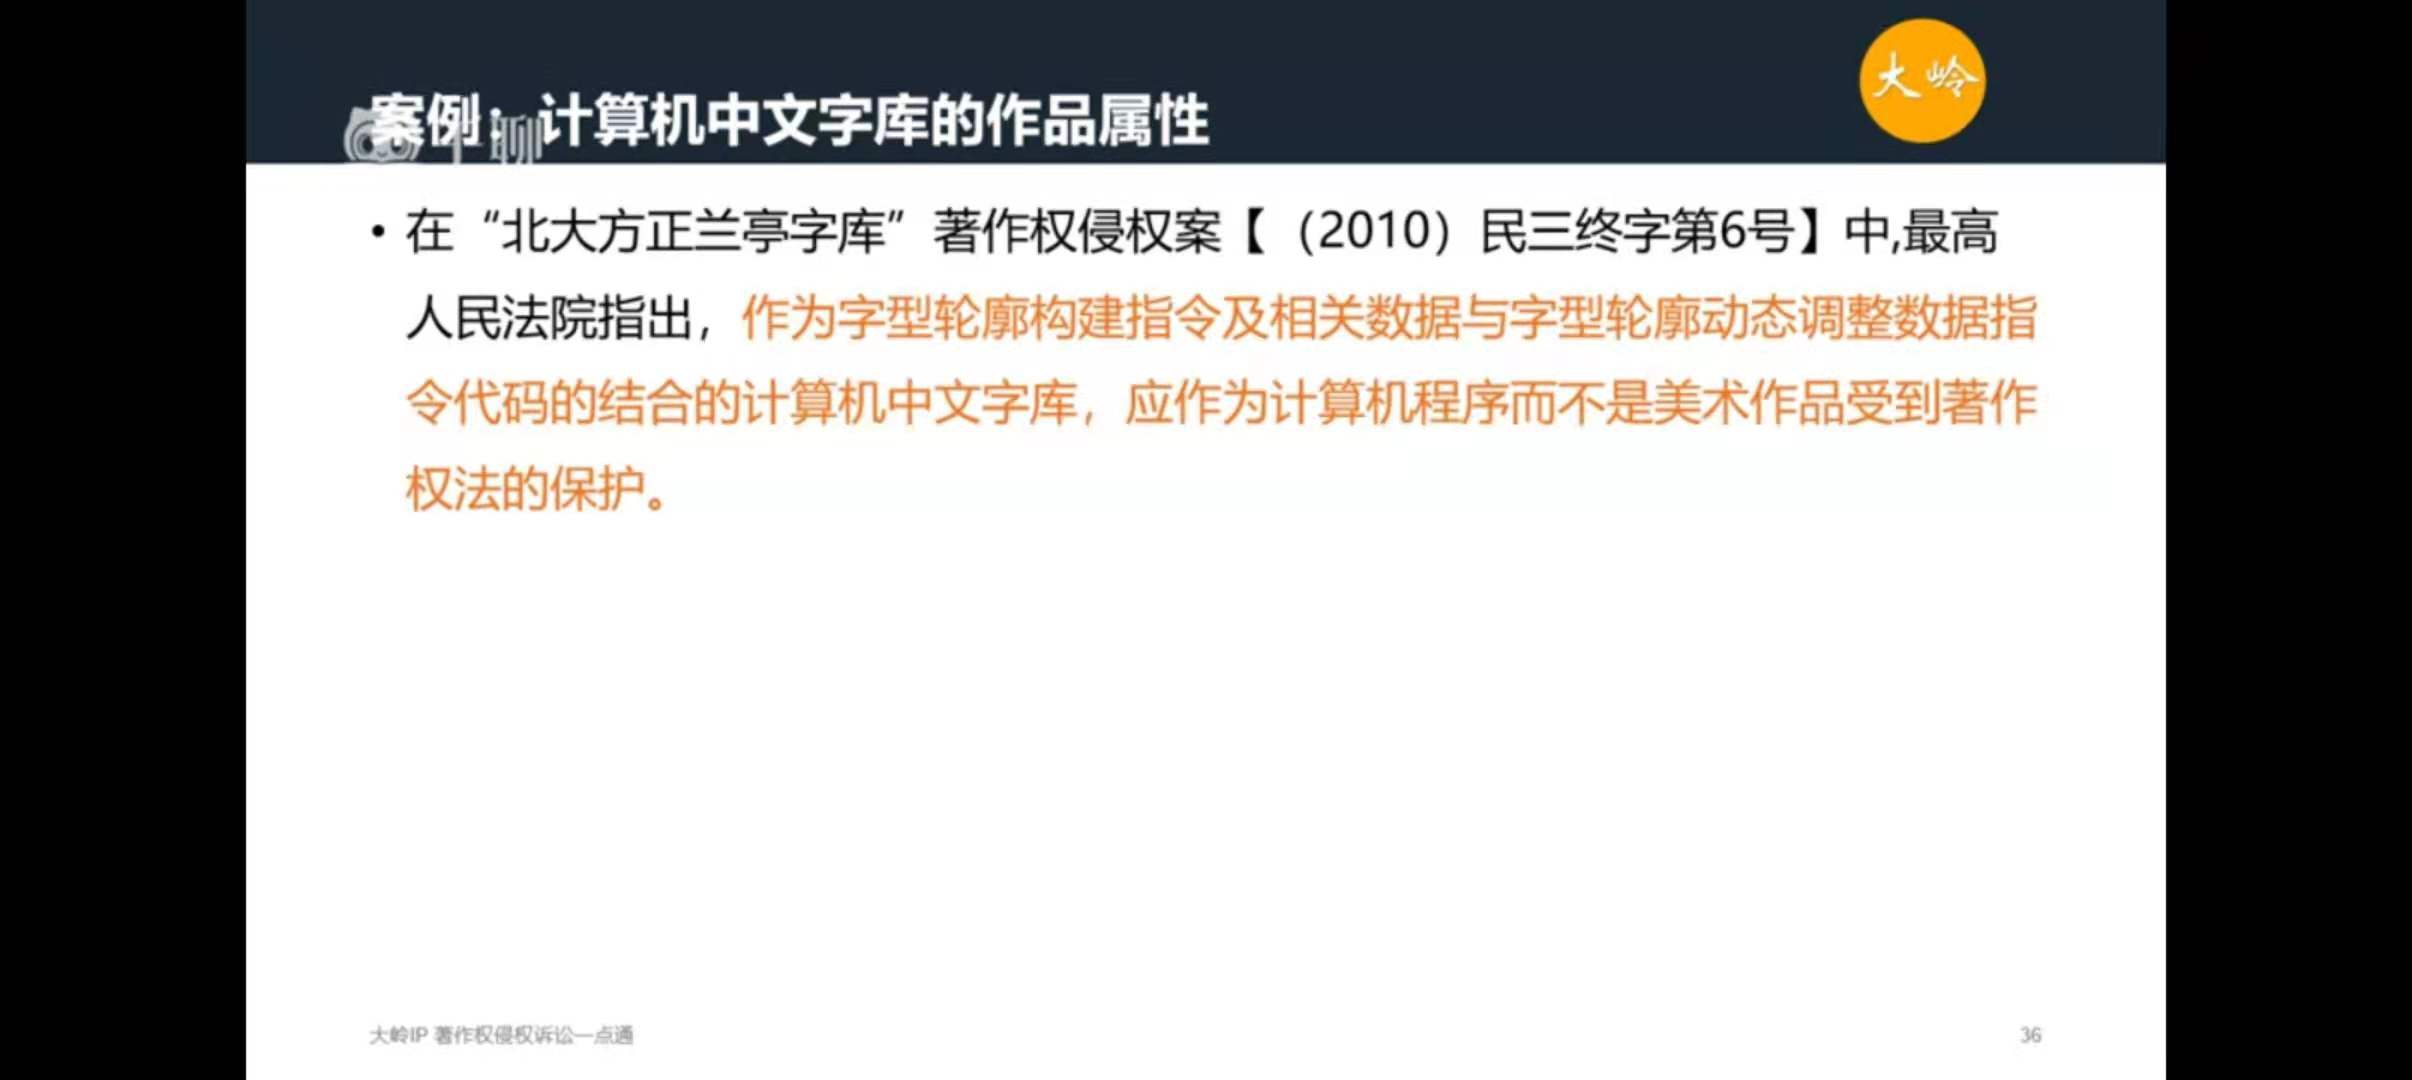 大岭
案例：计算机中文字库的作品属性
• 在“北大方正兰亭字库”著作权侵权案【（2010）民三终字第6号】中,最高
人民法院指出，作为字型轮廓构建指令及相关数据与字型轮廓动态调整数据指
令代码的结合的计算机中文字库，应作为计算机程序而不是美术作品受到著作
权法的保护。
大岭IP 著作权侵权诉讼一点通
36